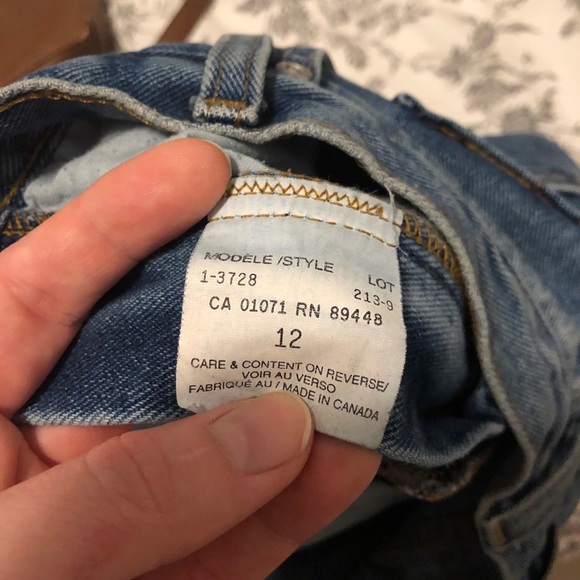 MODÈLE /STYLE LOT
1-3728 213-9
CA 01071 RN 89448
12
CARE & CONTENT ON REVERSE/
VOIR AU VERSO
FABRIQUÉ AU / MADE IN CANADA